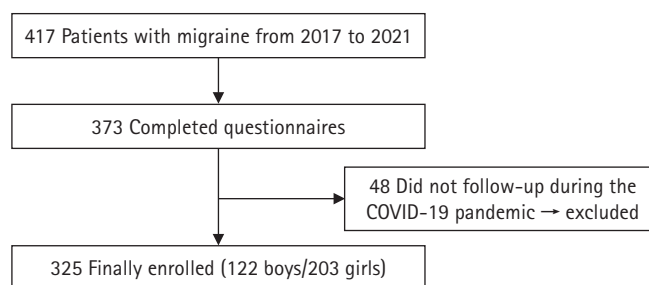 417 Patients with migraine from 2017 to 2021
373 Completed questionnaires
48 Did not follow-up during the
COVID-19 pandemic → excluded
325 Finally enrolled (122 boys/203 girls)